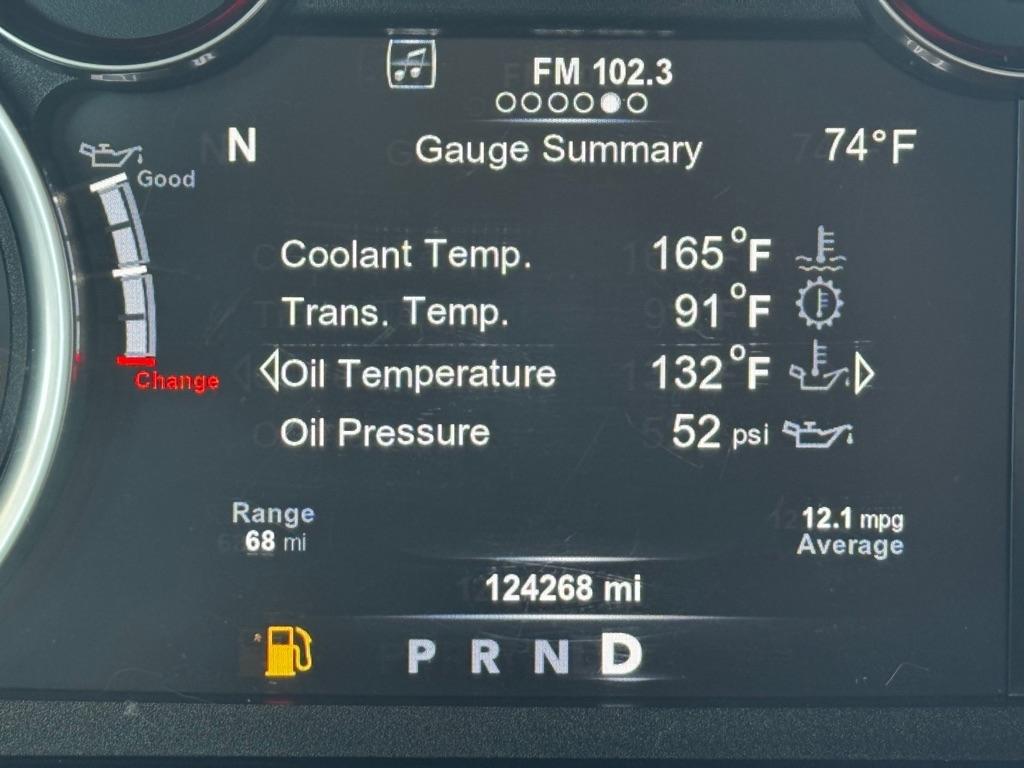 FM 102.3
N Gauge Summary 74°F
Good
Coolant Temp. 165°F
Trans. Temp. 91°F
Change
Oil Temperature 132°F
Oil Pressure 52 psi
Range 12.1 mpg
68 mi Average
124268 mi
P R N D